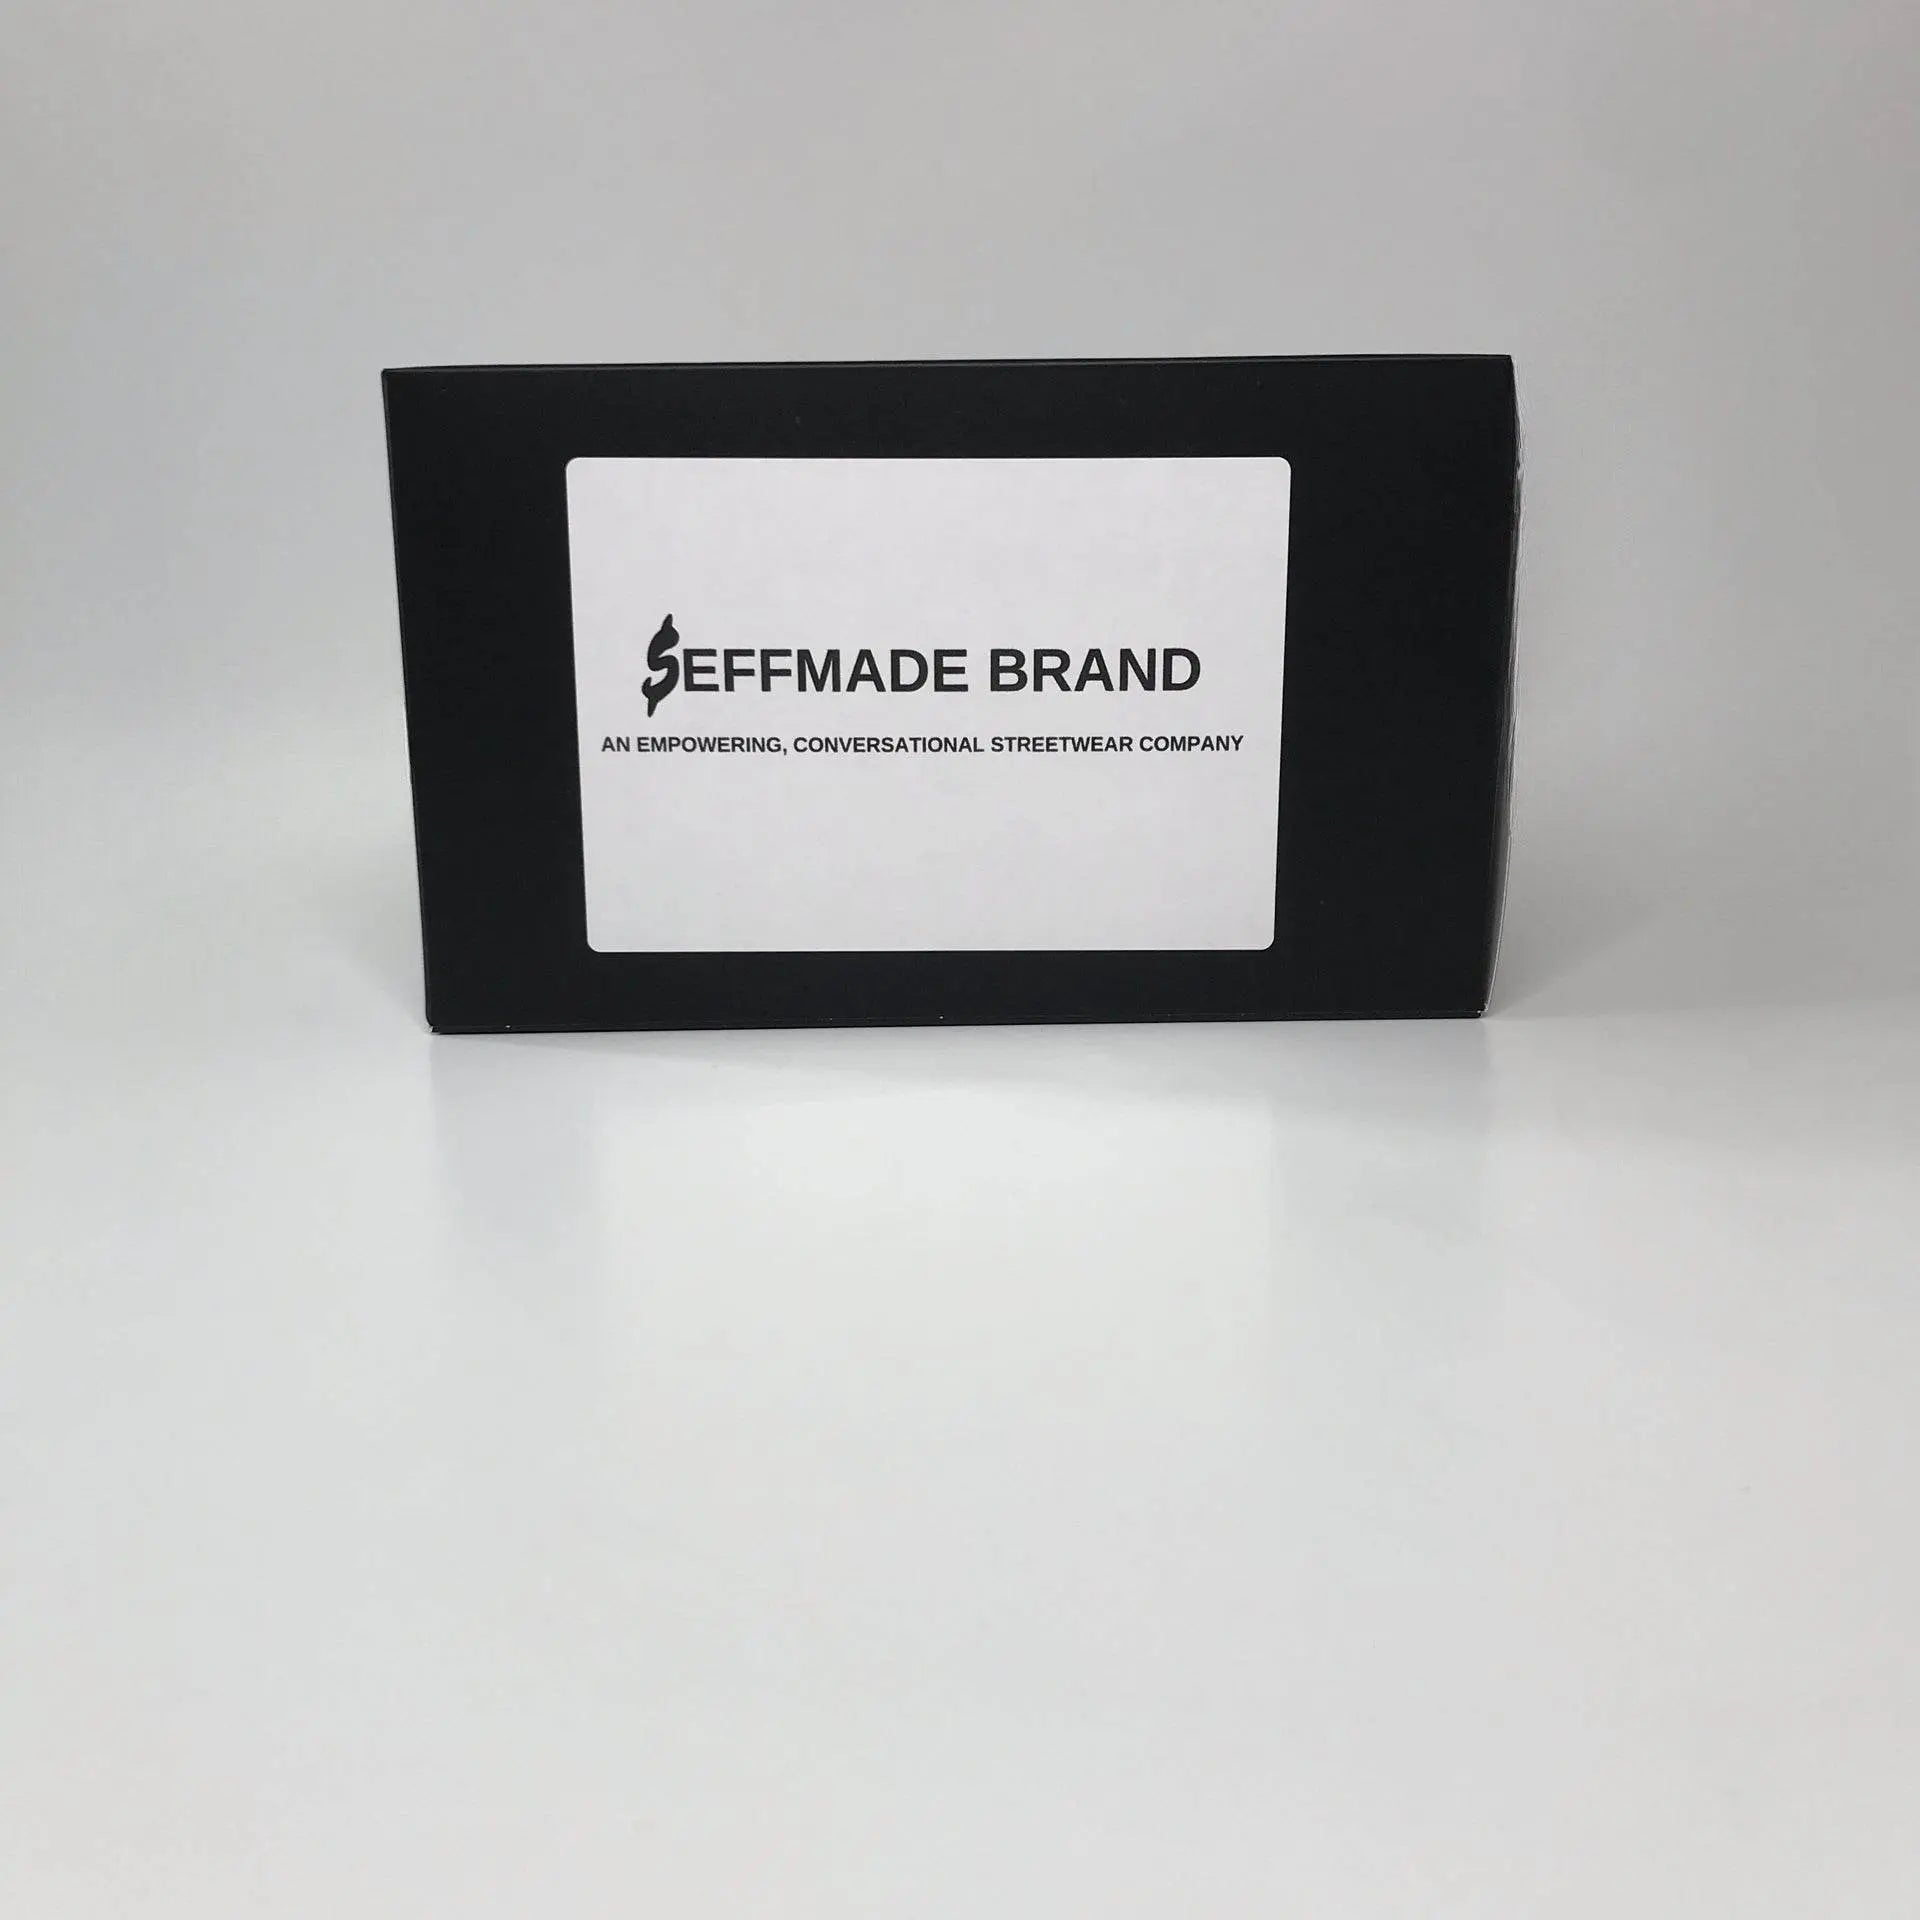 $EFFMADE BRAND
AN EMPOWERING, CONVERSATIONAL STREETWEAR COMPANY